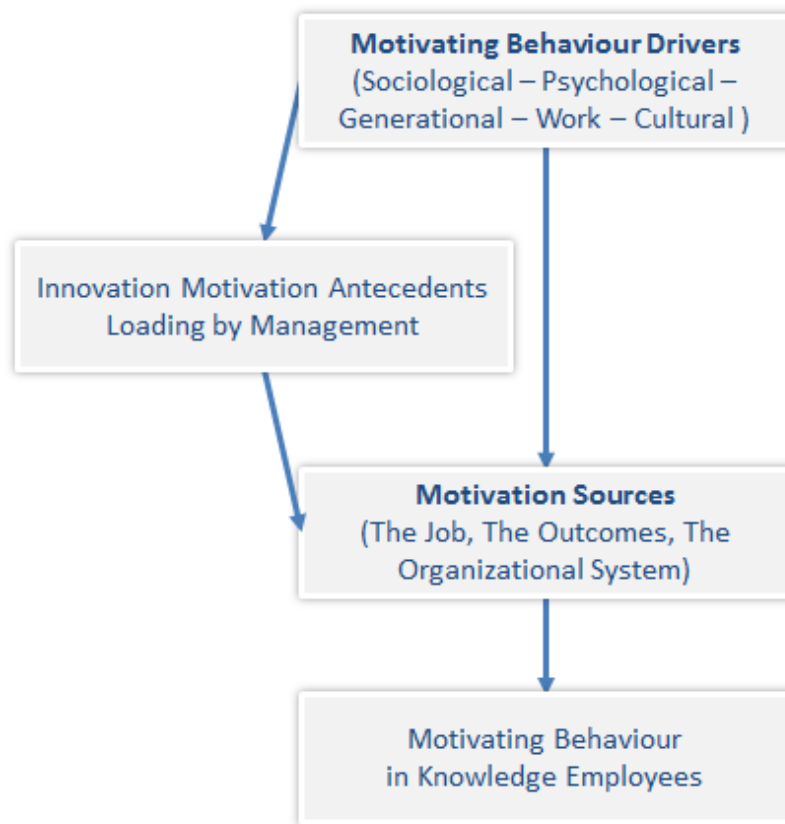 Motivating Behaviour Drivers
(Sociological – Psychological –
Generational – Work – Cultural )
Innovation Motivation Antecedents
Loading by Management
Motivation Sources
(The Job, The Outcomes, The
Organizational System)
Motivating Behaviour
in Knowledge Employees